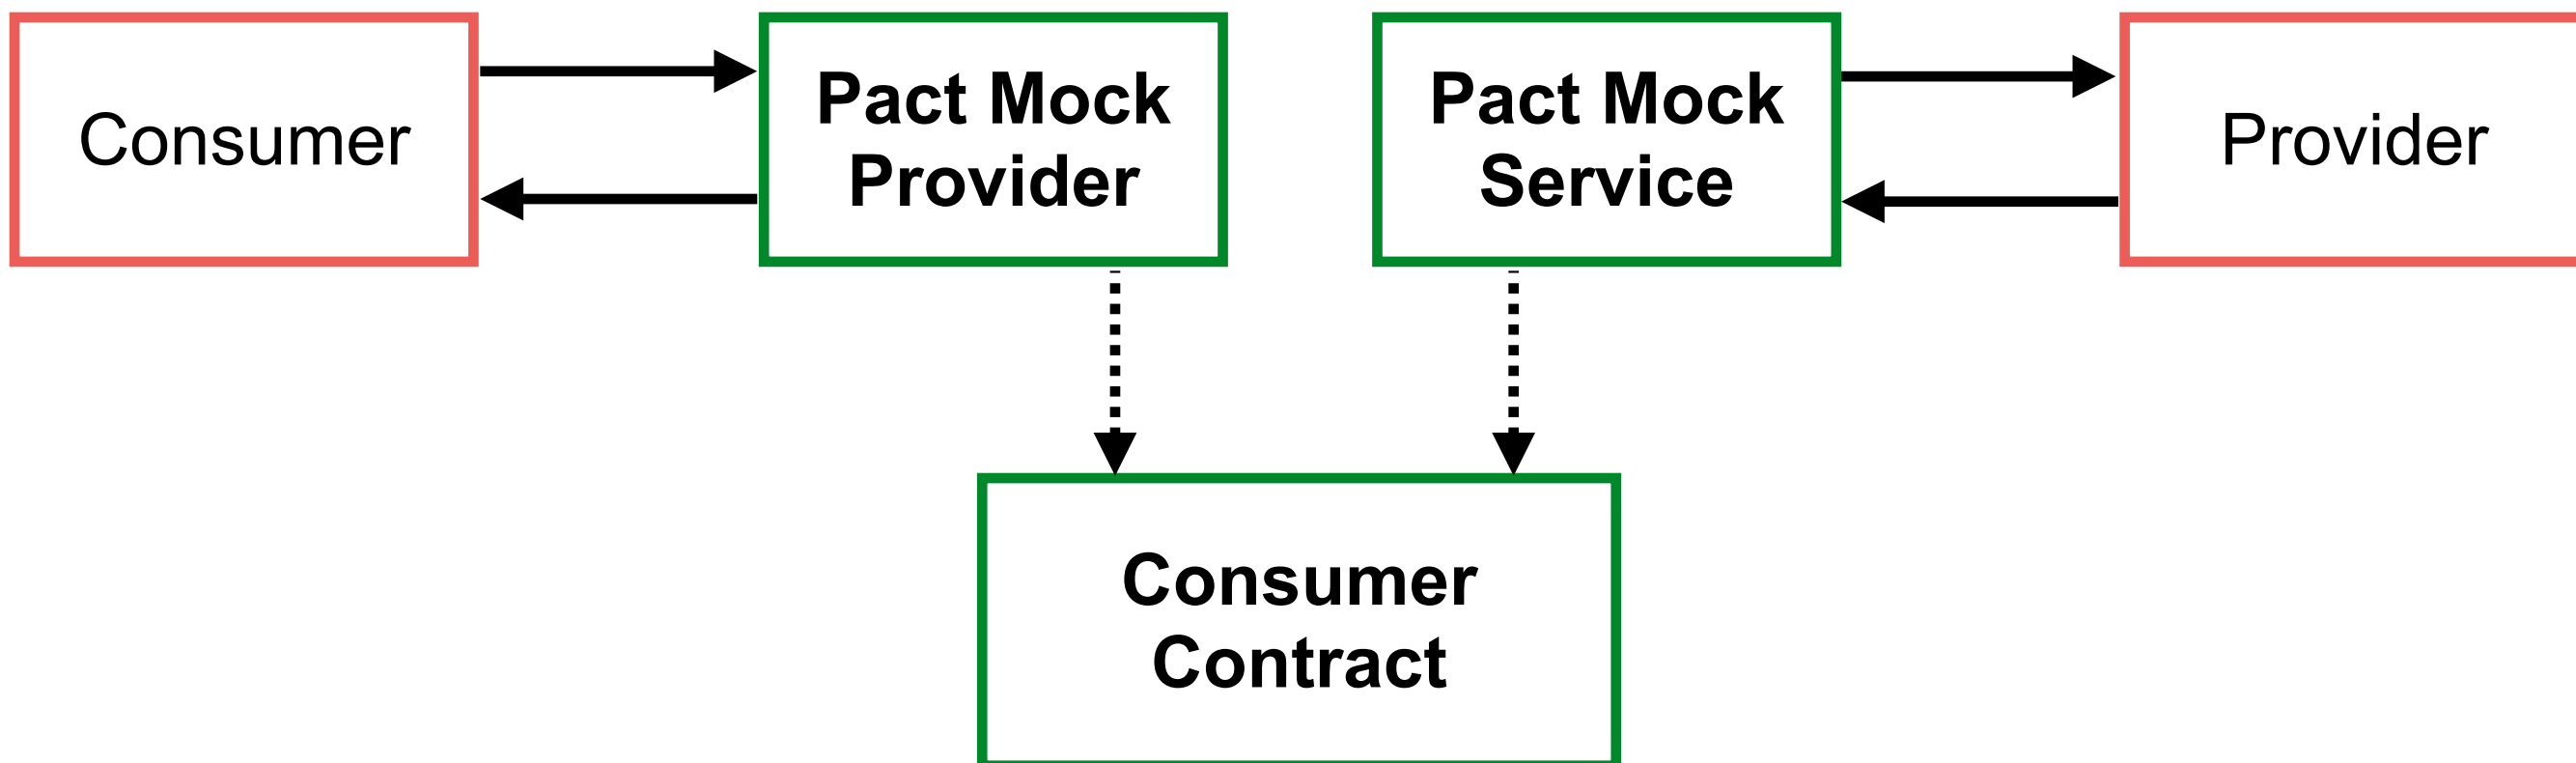 Consumer
Pact Mock
Provider
Pact Mock
Service
Provider
Consumer
Contract